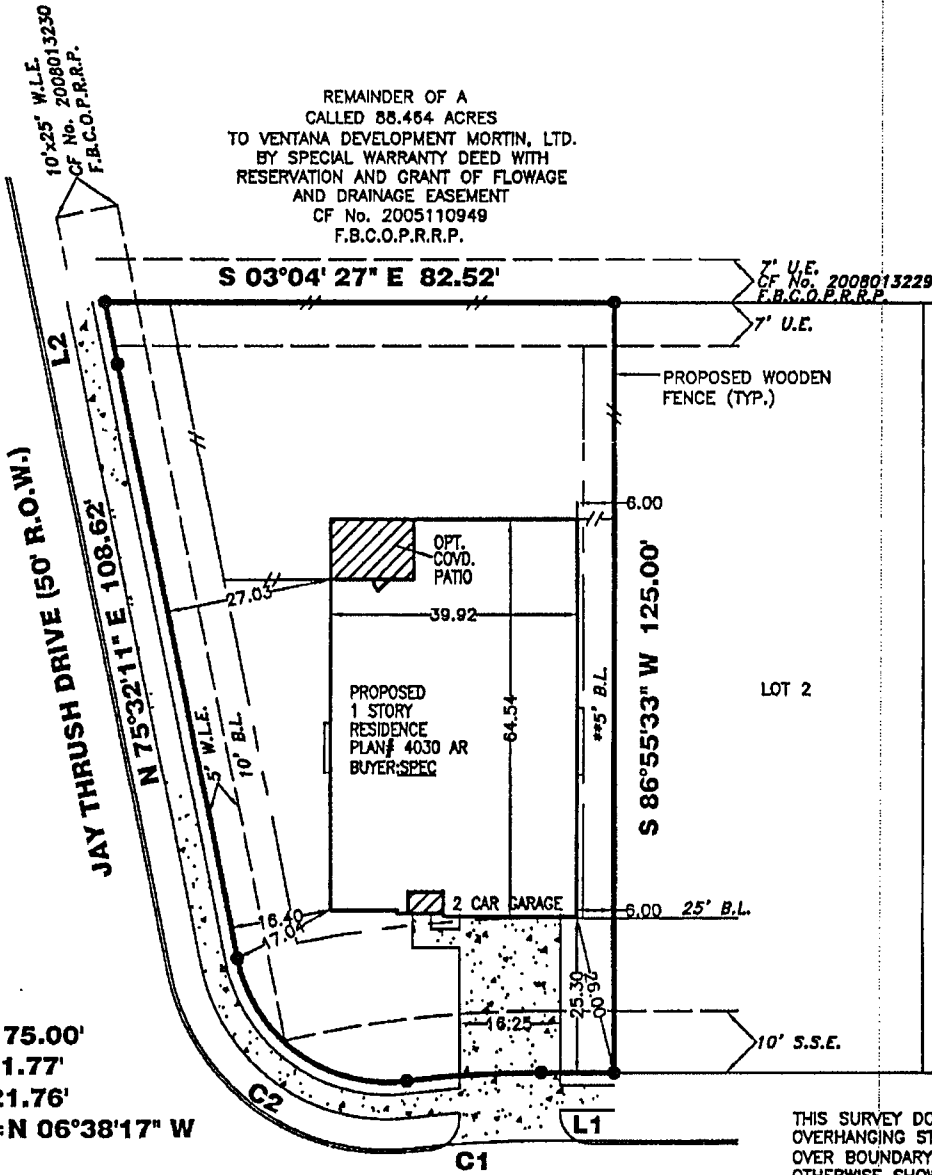 10'x25' W.L.E.
CF No. 2008013230
F.B.C.O.P.R.R.P.
REMAINDER OF A
CALLED 88.464 ACRES
TO VENTANA DEVELOPMENT MORTIN, LTD.
BY SPECIAL WARRANTY DEED WITH
RESERVATION AND GRANT OF FLOWAGE
AND DRAINAGE EASEMENT
CF No. 2005110949
F.B.C.O.P.R.R.P.
S 03°04' 27" E 82.52'
7' U.E.
CF No. 2008013229
F.B.C.O.P.R.R.P.
7' U.E.
L2
PROPOSED WOODEN
FENCE (TYP.)
JAY THRUSH DRIVE (50' R.O.W.)
N 75°32'11" E 108.62'
6.00
OPT.
COVD.
PATIO
27.03
39.92
S 86°55'33" W 125.00'
**5' B.L.
LOT 2
PROPOSED
1 STORY
RESIDENCE
PLAN# 4030 AR
BUYER:SPEC
64.54
5' W.L.E.
10' B.L.
2 CAR GARAGE
6.00
25' B.L.
16.40
17.04
25.30
26.00
16.25
10' S.S.E.
75.00'
1.77'
21.76'
=N 06°38'17" W
C2
L1
C1
THIS SURVEY DO
OVERHANGING ST
OVER BOUNDARY
OTHERWISE SHOW